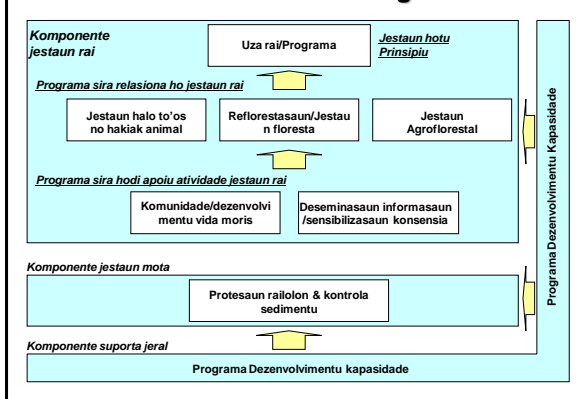 Komponente
jestaun rai
Uza rai/Programa
Jestaun hotu
Prinsipiu
Programa sira relasiona ho jestaun rai
Jestaun halo to'os
no hakiak animal
Reflorestasaun/Jestau
n floresta
Jestaun
Agroflorestal
Programa sira hodi apoiu atividade jestaun rai
Komunidade/dezenvolvi
mentu vida moris
Deseminasaun informasaun
/sensibilizasaun konsensia
Komponente jestaun mota
Protesaun railolon & kontrola
sedimentu
Komponente suporta jeral
Programa Dezenvolvimentu kapasidade
Programa Dezenvolvimentu Kapasidade